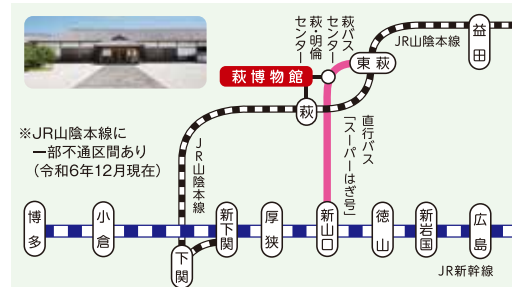 益田
JR山陰本線
萩バス
センター
萩・明倫
センター
東萩
萩博物館
萩
直行バス
「スーパーはぎ号」
※JR山陰本線に
一部不通区間あり
(令和6年12月現在)
JR山陰本線
博多
小倉
下関
新下関
厚狭
新山口
徳山
新岩国
広島
JR新幹線